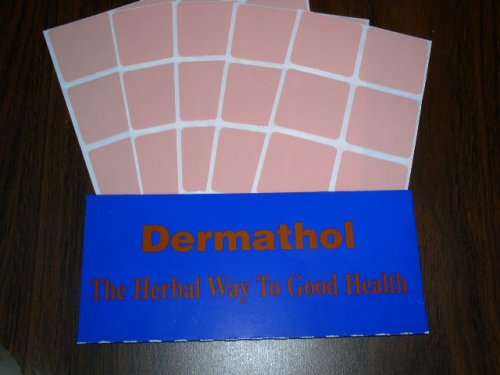 Dermathol
The Herbal Way To Good Health